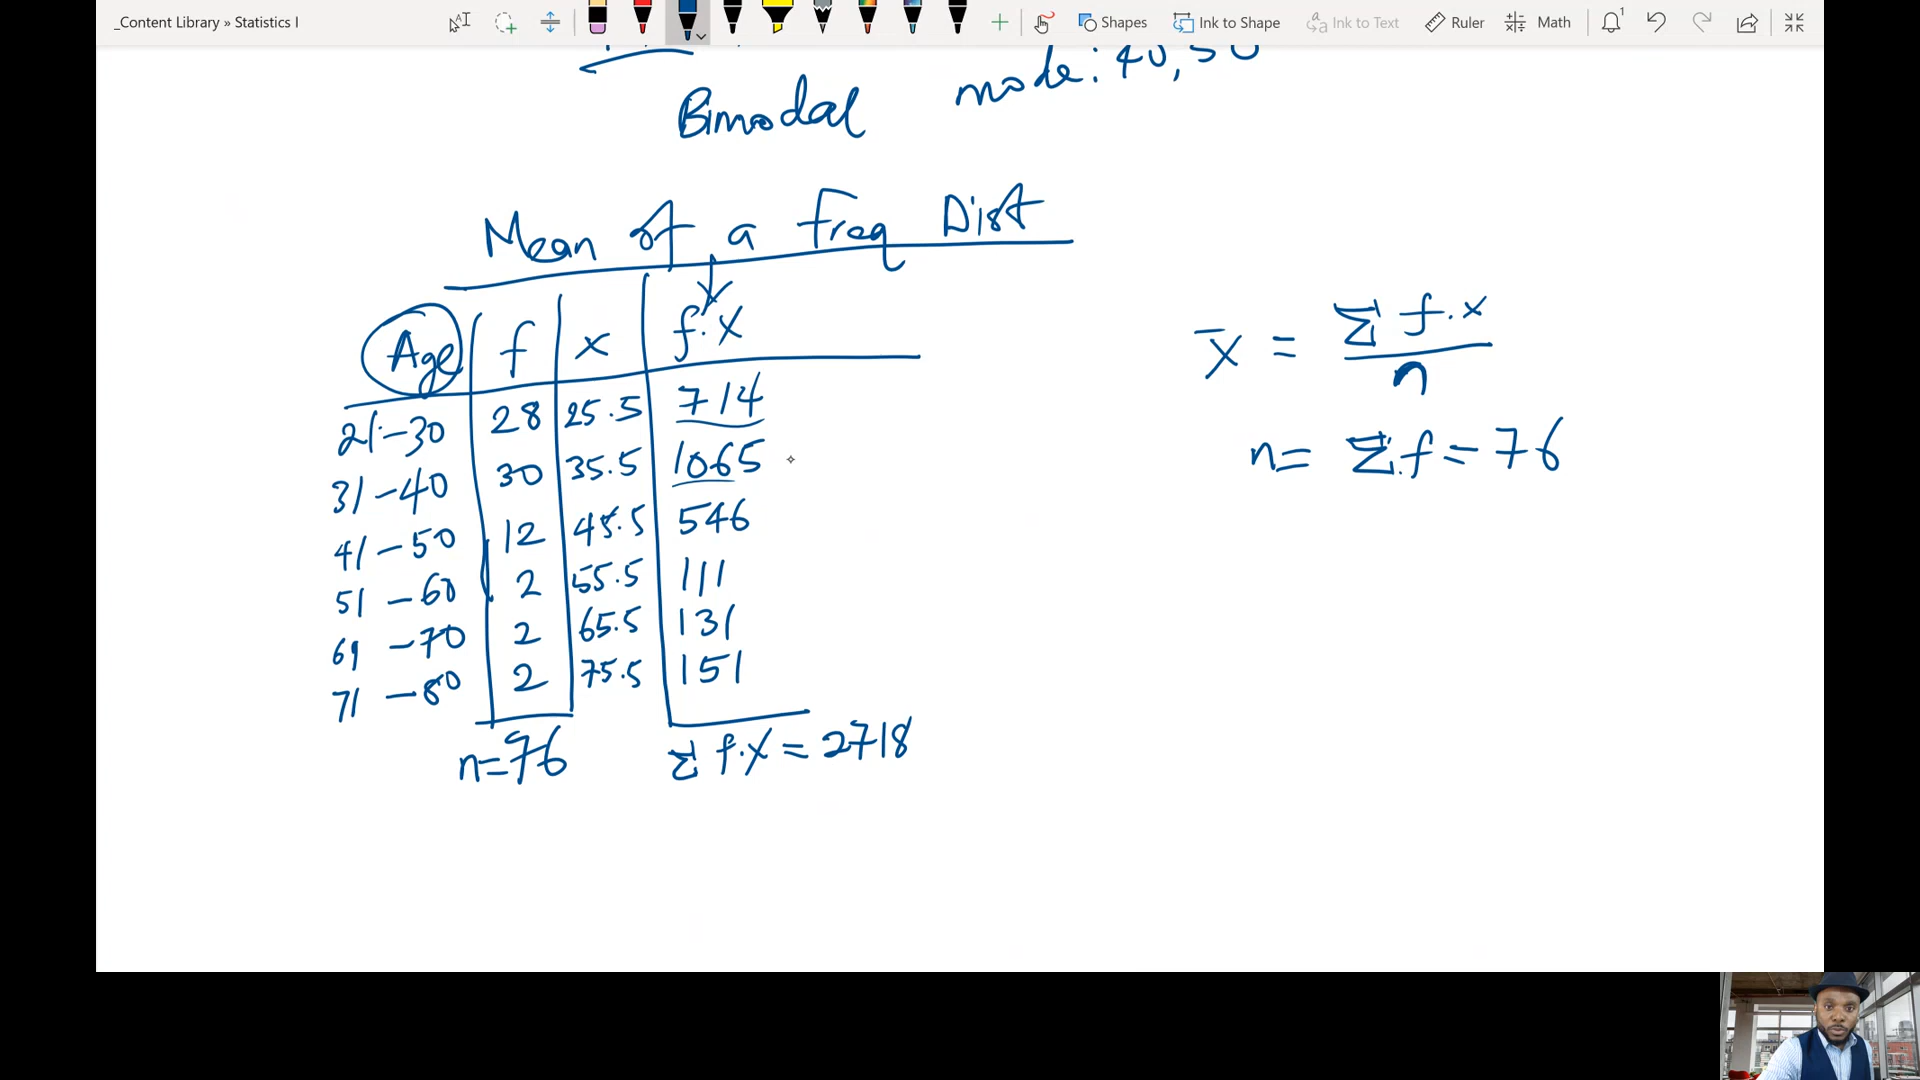 _Content Library » Statistics I
Shapes Ink to Shape Ink to Text Ruler Math 1
Bimodal mode: 40, 50
Mean of a Freq Dist
Age f x f·x
21-30 28 25.5 714
31-40 30 35.5 1065
41-50 12 45.5 546
51-60 2 55.5 111
61-70 2 65.5 131
71-80 2 75.5 151
n=76 Σ f·x = 2718
x̄ = Σ f·x / n
n= Σ f = 76